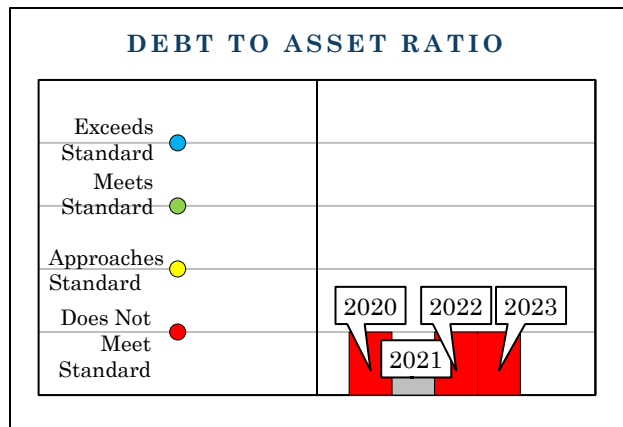 DEBT TO ASSET RATIO
Exceeds
Standard
Meets
Standard
Approaches
Standard
Does Not
Meet
Standard
2020
2021
2022
2023